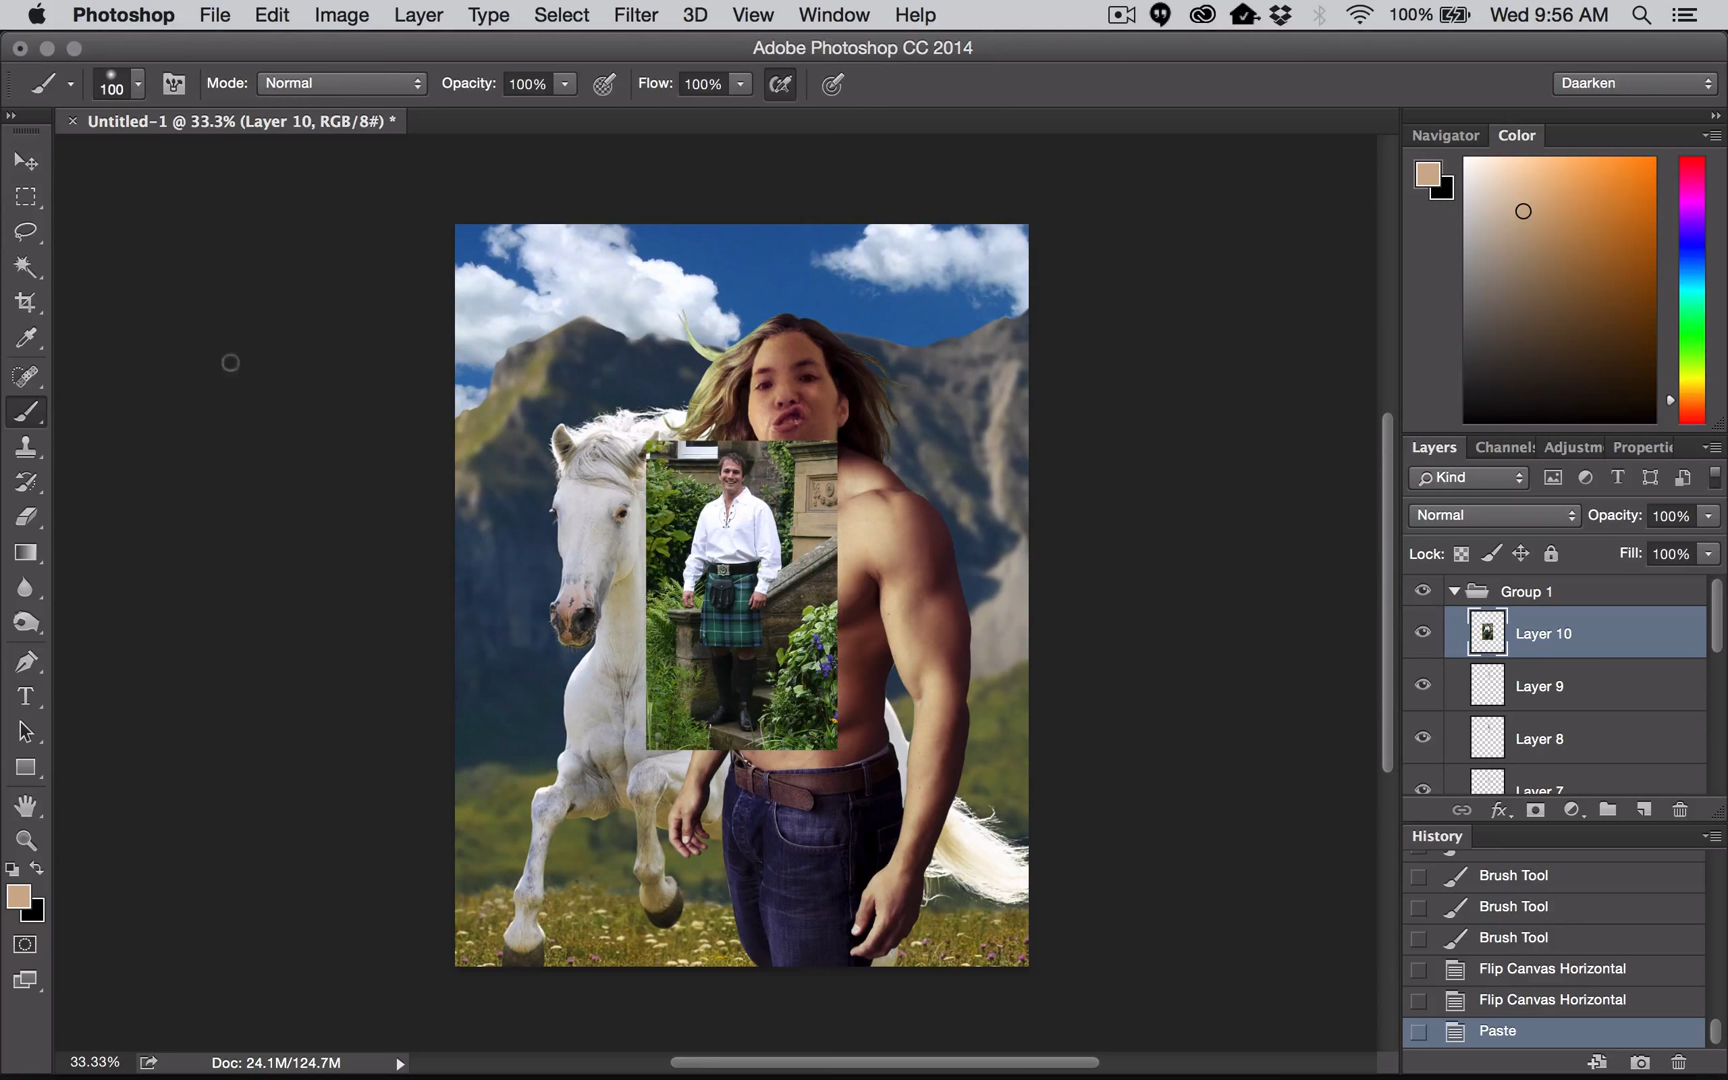 Photoshop File Edit Image Layer Type Select Filter 3D View Window Help 100% Wed 9:56 AM
Adobe Photoshop CC 2014
100 Mode: Normal Opacity: 100% Flow: 100% Daarken
× Untitled-1 @ 33.3% (Layer 10, RGB/8#) *
Navigator Color
Layers Channels Adjustm Properti
Kind
Normal Opacity: 100%
Lock: Fill: 100%
Group 1
Layer 10
Layer 9
Layer 8
Layer 7
History
Brush Tool
Brush Tool
Brush Tool
Flip Canvas Horizontal
Flip Canvas Horizontal
Paste
33.33% Doc: 24.1M/124.7M